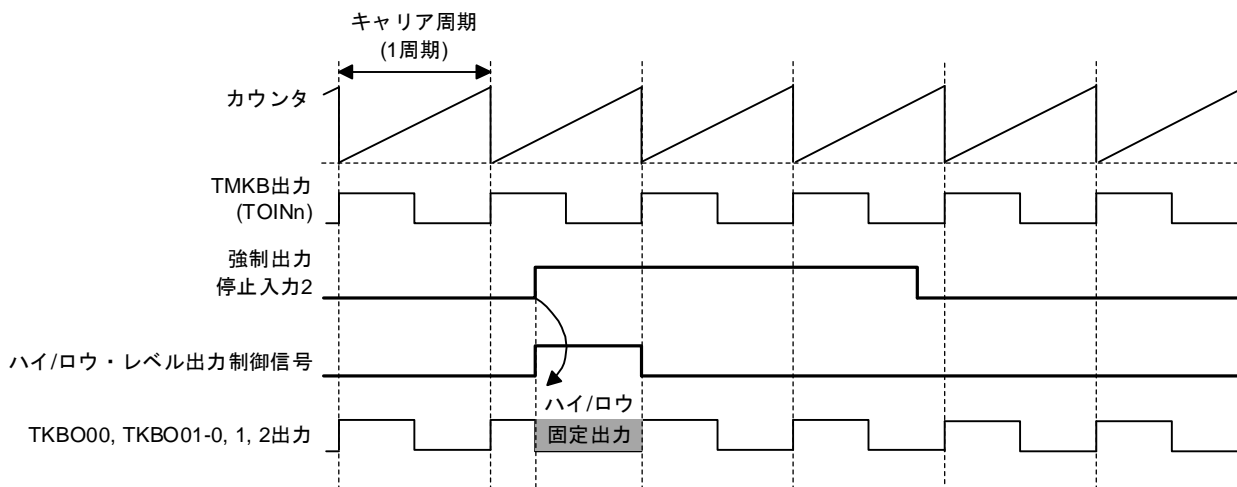 キャリア周期
(1周期)
カウンタ
TMKB出力
(TOINn)
強制出力
停止入力2
ハイ/ロウ・レベル出力制御信号
ハイ/ロウ
固定出力
TKBO00, TKBO01-0, 1, 2出力